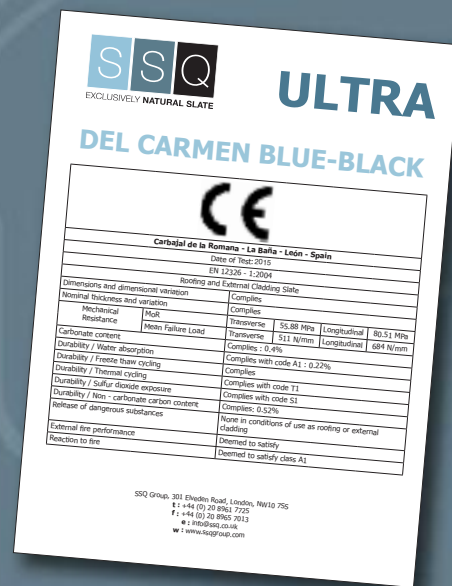 SSQ
EXCLUSIVELY NATURAL SLATE
ULTRA
DEL CARMEN BLUE-BLACK
CE
Carbajal de la Romana - La Baña - León - Spain
Date of Test: 2015
EN 12326 - 1:2004
Roofing and External Cladding Slate
Dimensions and dimensional variation Complies
Nominal thickness and variation Complies
Mechanical Resistance MoR Transverse 55.88 MPa Longitudinal 80.51 MPa
Mean Failure Load Transverse 511 N/mm Longitudinal 684 N/mm
Carbonate content Complies : 0,4%
Durability / Water absorption Complies with code A1 : 0.22%
Durability / Freeze thaw cycling Complies
Durability / Thermal cycling Complies with code T1
Durability / Sulfur dioxide exposure Complies with code S1
Durability / Non - carbonate carbon content Complies: 0.52%
Release of dangerous substances None in conditions of use as roofing or external
cladding
External fire performance Deemed to satisfy
Reaction to fire Deemed to satisfy class A1
SSQ Group, 301 Elveden Road, London, NW10 7SS
t : +44 (0) 20 8961 7725
f : +44 (0) 20 8965 7013
e : info@ssq.co.uk
w : www.ssqgroup.com